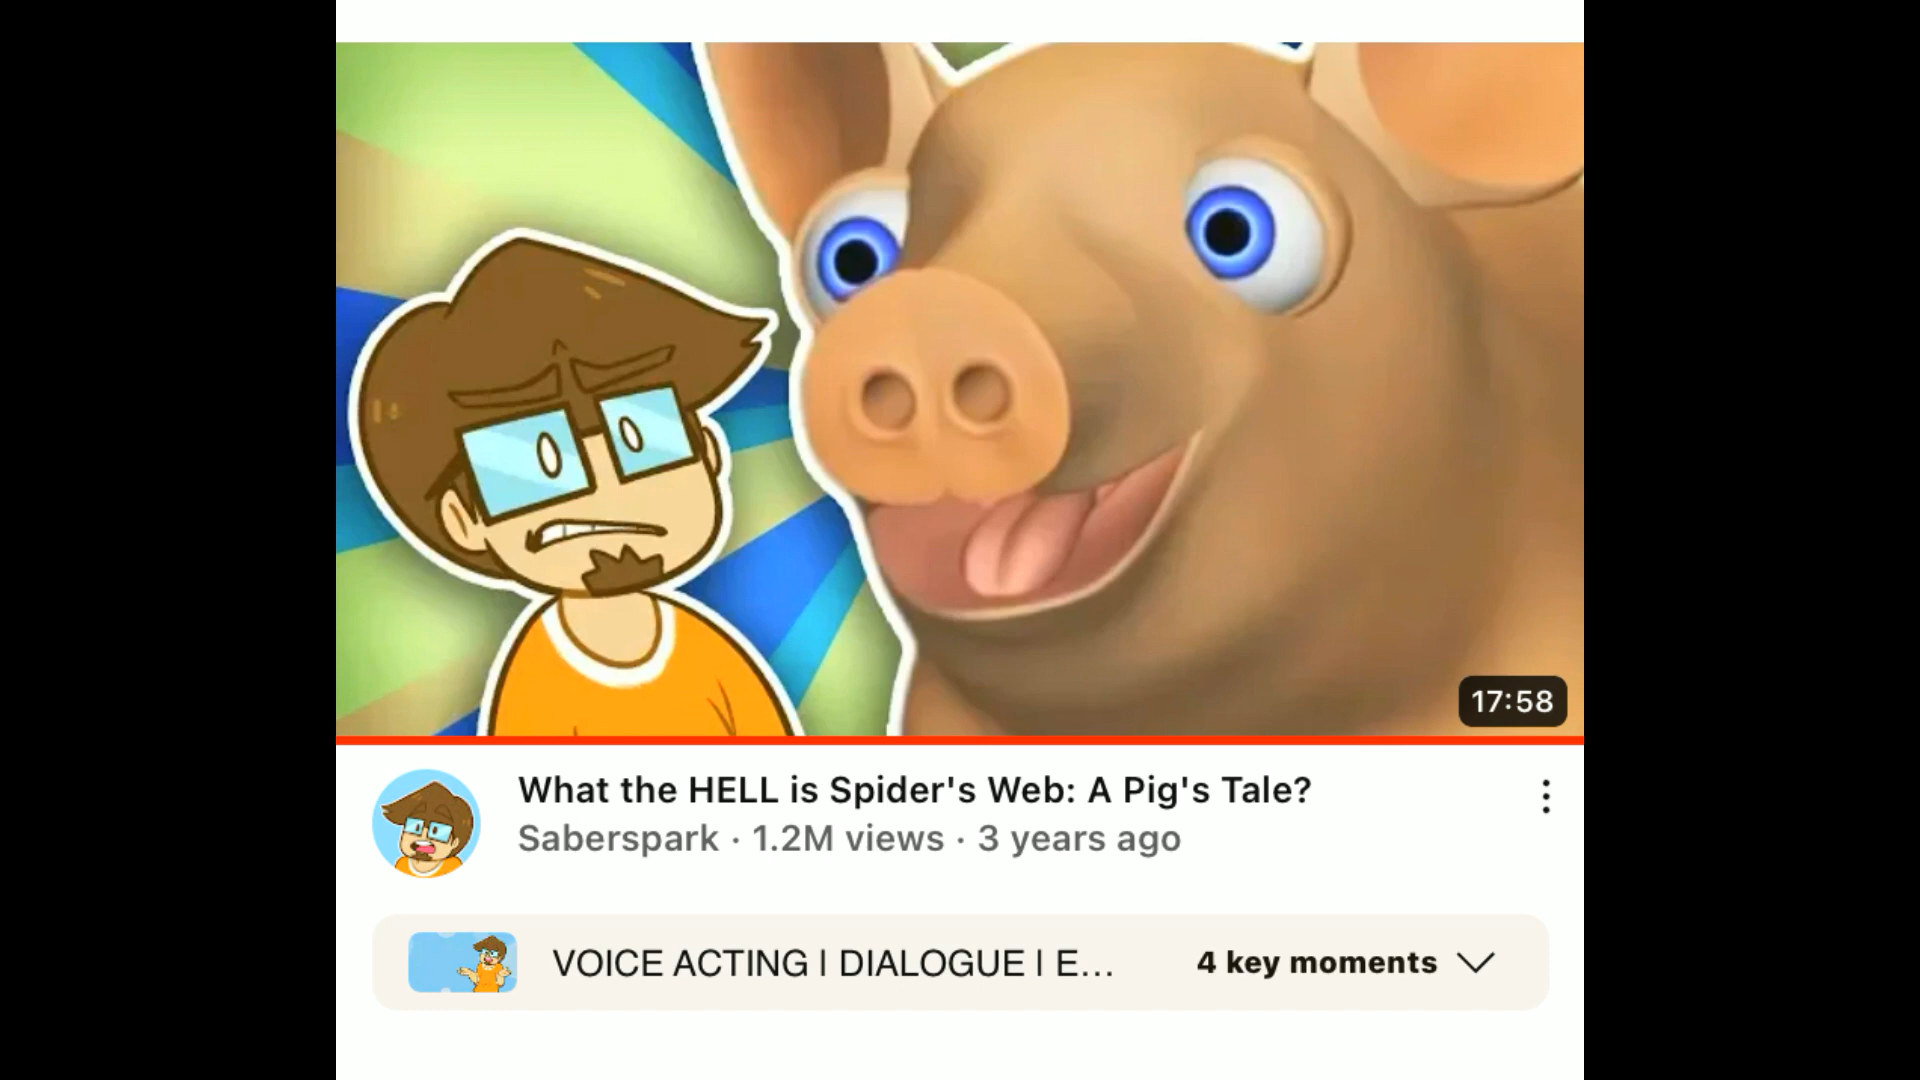 17:58
What the HELL is Spider's Web: A Pig's Tale?
Saberspark · 1.2M views · 3 years ago
VOICE ACTING | DIALOGUE | E... 4 key moments